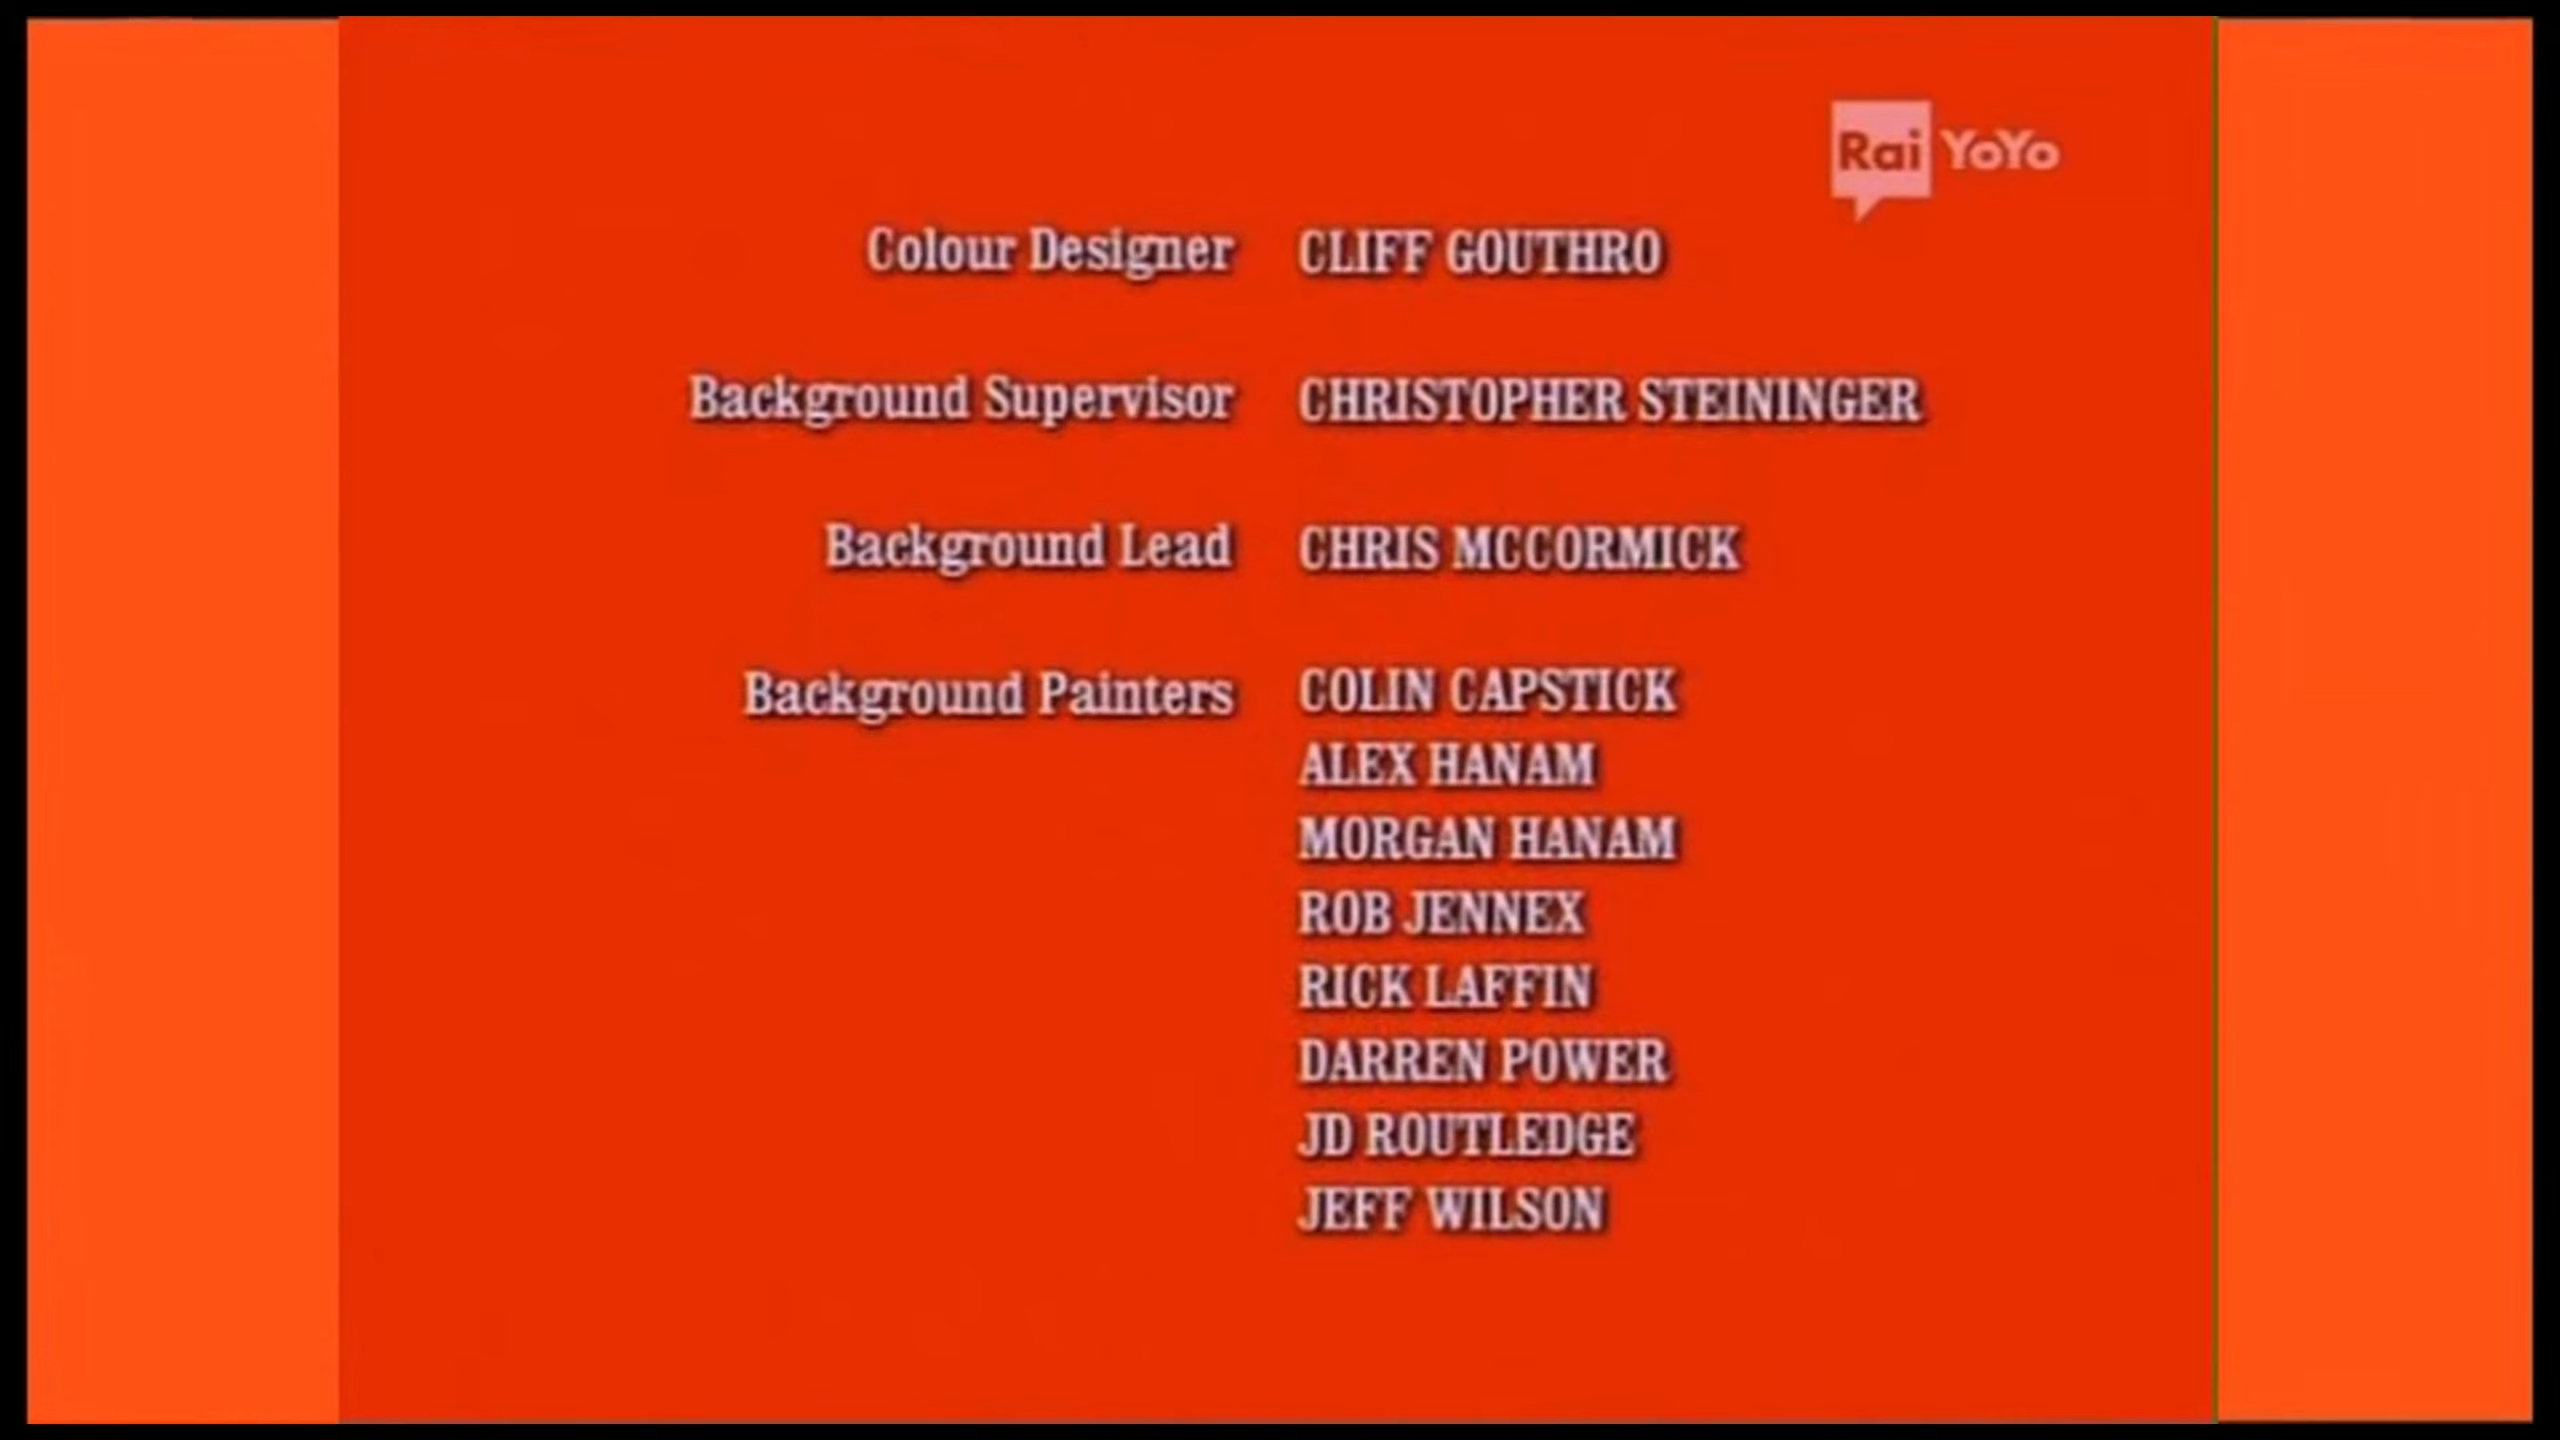 Rai YoYo
Colour Designer CLIFF GOUTHRO
Background Supervisor CHRISTOPHER STEININGER
Background Lead CHRIS MCCORMICK
Background Painters COLIN CAPSTICK
ALEX HANAM
MORGAN HANAM
ROB JENNEX
RICK LAFFIN
DARREN POWER
JD ROUTLEDGE
JEFF WILSON